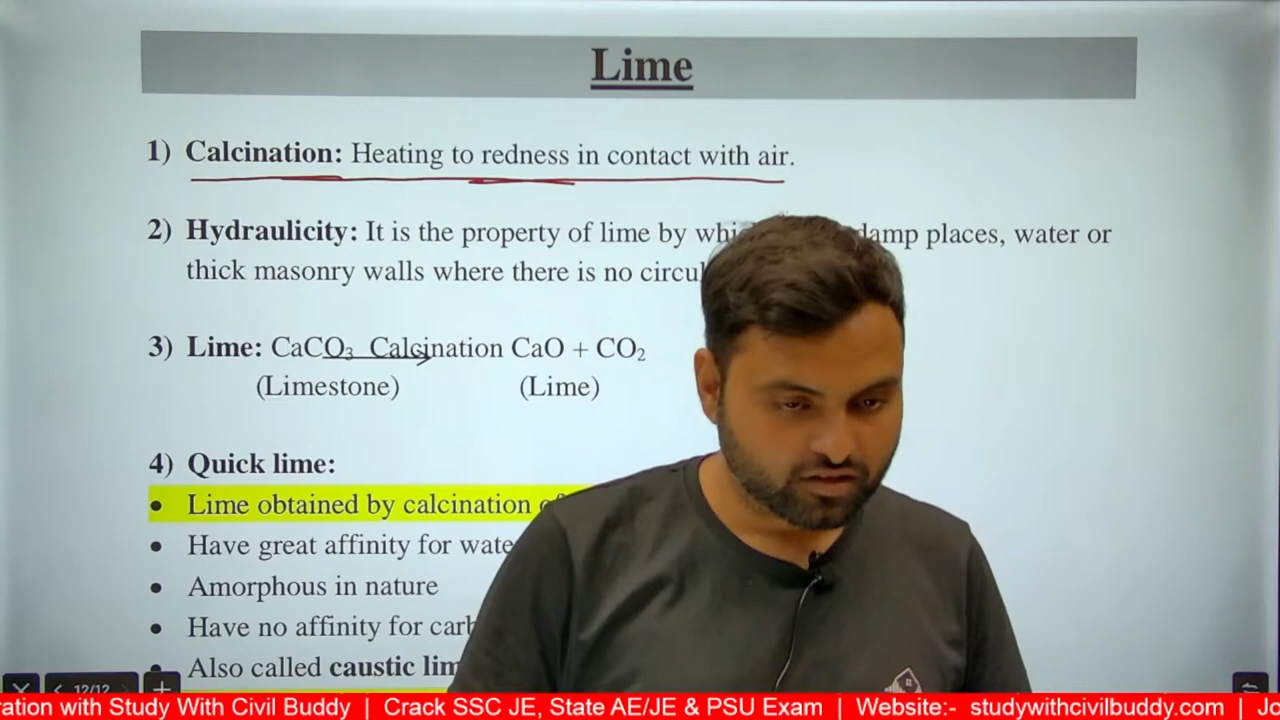 Lime
1) Calcination: Heating to redness in contact with air.
2) Hydraulicity: It is the property of lime by damp places, water or
thick masonry walls where there is no
3) Lime: CaCO₃ Calcination CaO + CO₂
(Limestone) (Lime)
4) Quick lime:
• Lime obtained by calcination
• Have great affinity for
• Amorphous in nature
• Have no affinity for
• Also called caustic
12/12
with Study With Civil Buddy | Crack SSC JE, State AE/JE & PSU Exam | Website:- studywithcivilbuddy.com |